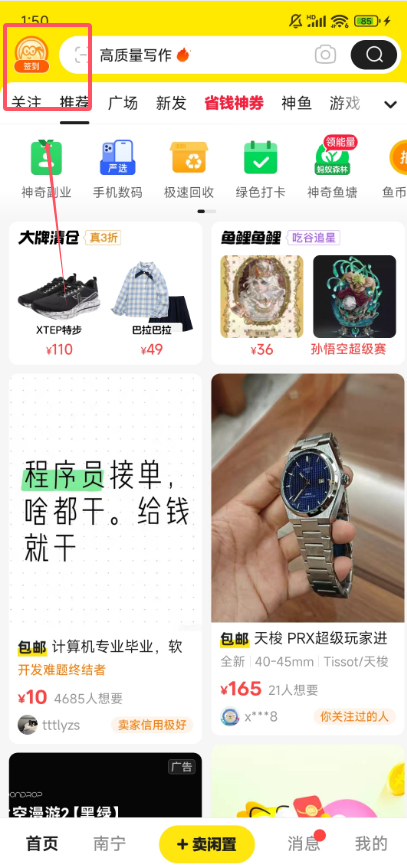 1:50
HD
85
签到
高质量写作
关注 推荐 广场 新发 省钱神券 神鱼 游戏
领能量
严选
蚂蚁森林
神奇副业 手机数码 极速回收 绿色打卡 神奇鱼塘 鱼币
大牌清仓 真3折
鱼鲤鱼鲤 吃谷追星
XTEP特步 巴拉巴拉
¥110 ¥49
¥36 孙悟空超级赛
程序员接单，
啥都干。给钱
就干
包邮 计算机专业毕业，软
开发难题终结者
¥10 4685人想要
tttlyzs 卖家信用极好
包邮 天梭 PRX超级玩家进
全新 40-45mm Tissot/天梭
¥165 21人想要
x***8 你关注过的人
广告
空漫游2【黑绿】
首页 南宁 + 卖闲置 消息 我的